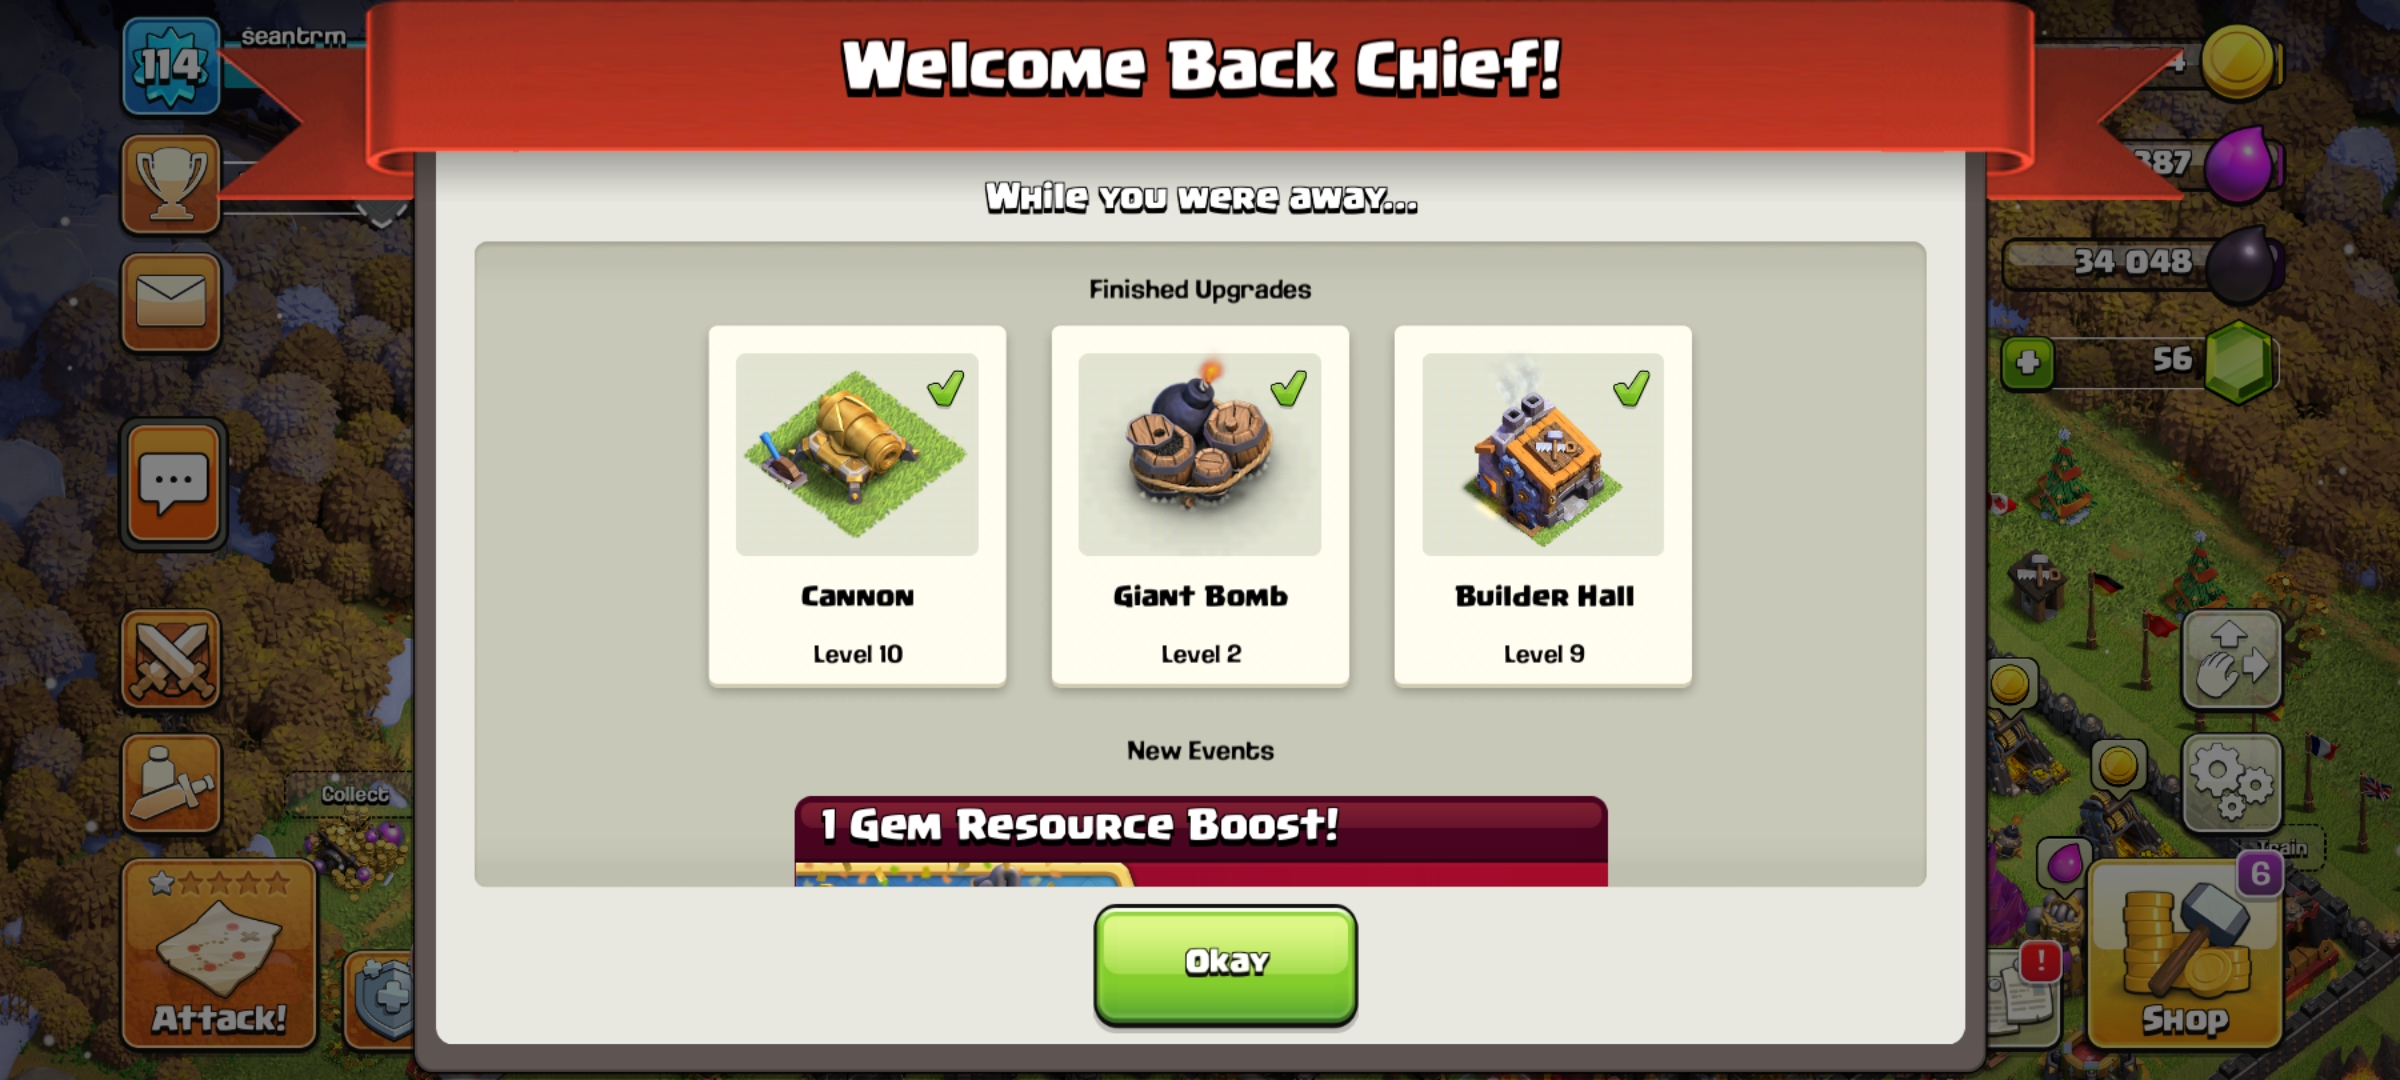 114
seantrm
Welcome Back Chief!
While you were away...
387
34 048
56
Finished Upgrades
Cannon
Level 10
Giant Bomb
Level 2
Builder Hall
Level 9
New Events
1 Gem Resource Boost!
Okay
Collect
Attack!
Train
6
!
Shop